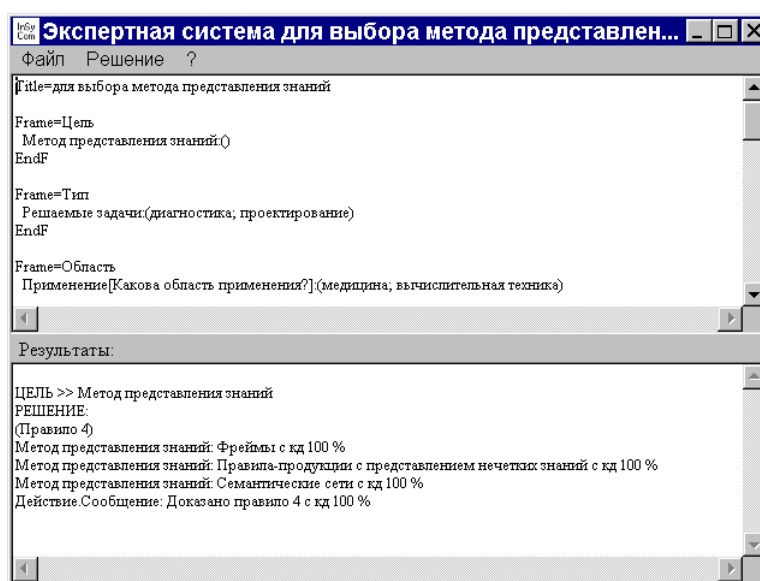 InSy Com Экспертная система для выбора метода представлен...
Файл Решение ?
Title=для выбора метода представления знаний
Frame=Цель
Метод представления знаний:()
EndF
Frame=Тип
Решаемые задачи:(диагностика; проектирование)
EndF
Frame=Область
Применение[Какова область применения?]:(медицина; вычислительная техника)
Результаты:
ЦЕЛЬ >> Метод представления знаний
РЕШЕНИЕ:
(Правило 4)
Метод представления знаний: Фреймы с кд 100 %
Метод представления знаний: Правила-продукции с представлением нечетких знаний с кд 100 %
Метод представления знаний: Семантические сети с кд 100 %
Действие.Сообщение: Доказано правило 4 с кд 100 %